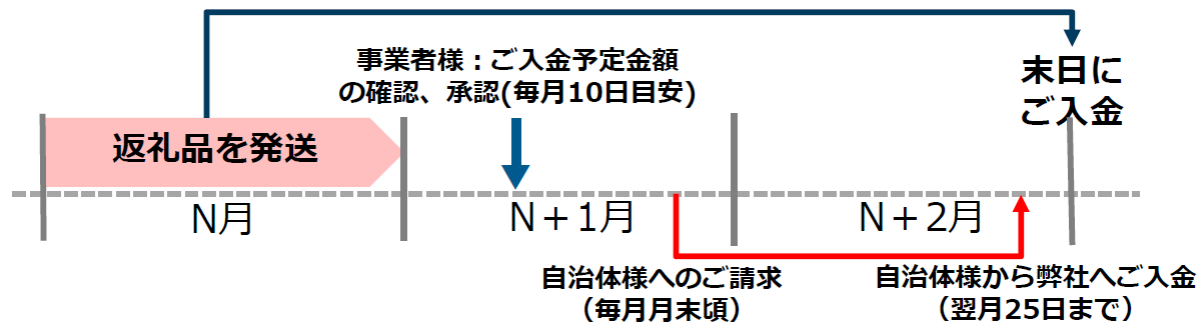 事業者様：ご入金予定金額
の確認、承認(毎月10日目安)
末日に
ご入金
返礼品を発送
N月
N＋1月
N＋2月
自治体様へのご請求
（毎月月末頃）
自治体様から弊社へご入金
（翌月25日まで）